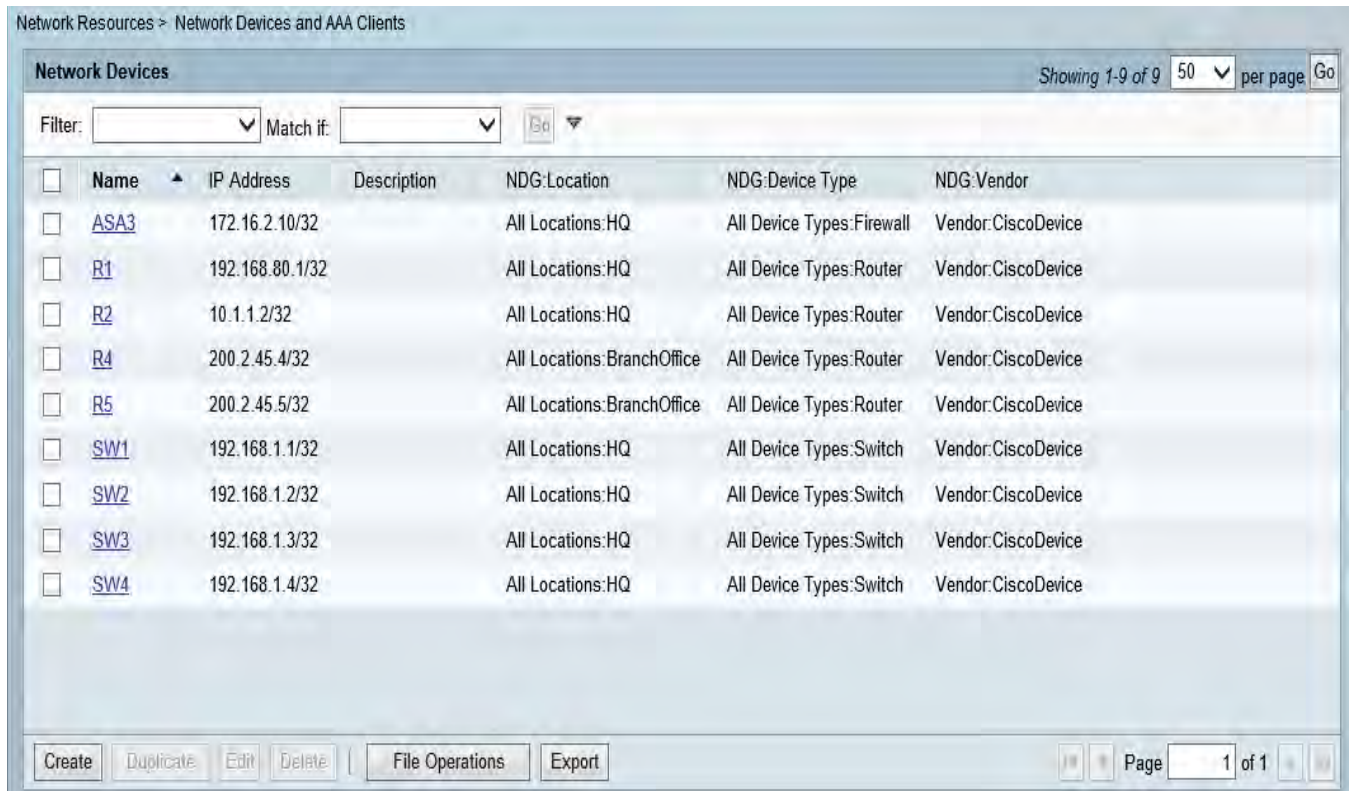 Network Resources > Network Devices and AAA Clients
Network Devices Showing 1-9 of 9 50 per page Go
Filter: Match if: Go
Name IP Address Description NDG:Location NDG:Device Type NDG:Vendor
ASA3 172.16.2.10/32 All Locations:HQ All Device Types:Firewall Vendor:CiscoDevice
R1 192.168.80.1/32 All Locations:HQ All Device Types:Router Vendor:CiscoDevice
R2 10.1.1.2/32 All Locations:HQ All Device Types:Router Vendor:CiscoDevice
R4 200.2.45.4/32 All Locations:BranchOffice All Device Types:Router Vendor:CiscoDevice
R5 200.2.45.5/32 All Locations:BranchOffice All Device Types:Router Vendor:CiscoDevice
SW1 192.168.1.1/32 All Locations:HQ All Device Types:Switch Vendor:CiscoDevice
SW2 192.168.1.2/32 All Locations:HQ All Device Types:Switch Vendor:CiscoDevice
SW3 192.168.1.3/32 All Locations:HQ All Device Types:Switch Vendor:CiscoDevice
SW4 192.168.1.4/32 All Locations:HQ All Device Types:Switch Vendor:CiscoDevice
Create Duplicate Edit Delete | File Operations Export Page 1 of 1